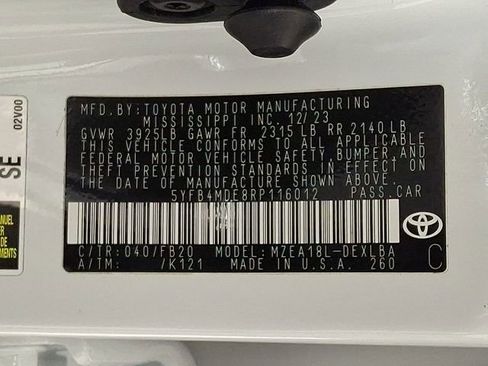 MFD.BY:TOYOTA MOTOR MANUFACTURING
MISSISSIPPI INC. 12/23
GVWR 3925LB GAWR FR 2315 LB RR 2140 LB
THIS VEHICLE CONFORMS TO ALL APPLICABLE
FEDERAL MOTOR VEHICLE SAFETY, BUMPER, AND
THEFT PREVENTION STANDARDS IN EFFECT ON
THE DATE OF MANUFACTURE SHOWN ABOVE.
5YFB4MDE8RP116012 PASS.CAR
C/TR:040/FB20 MODEL:MZEA18L-DEXLBA
A/TM: /K121 MADE IN U.S.A. 260
C
TOYOTA
02V00
SE